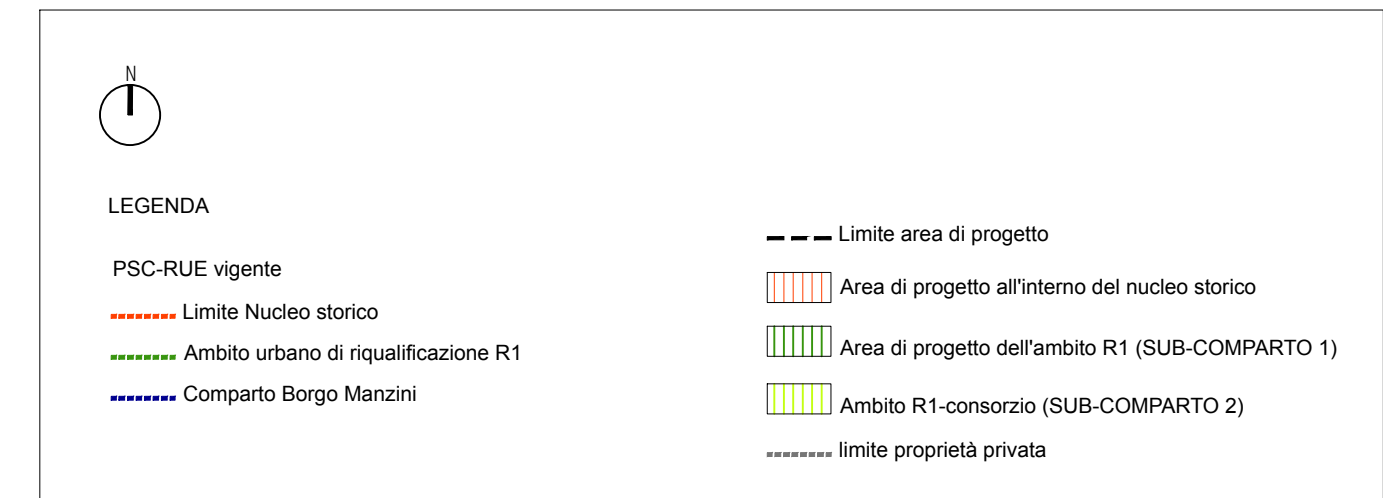 N
LEGENDA
PSC-RUE vigente
Limite Nucleo storico
Ambito urbano di riqualificazione R1
Comparto Borgo Manzini
Limite area di progetto
Area di progetto all'interno del nucleo storico
Area di progetto dell'ambito R1 (SUB-COMPARTO 1)
Ambito R1-consorzio (SUB-COMPARTO 2)
limite proprietà privata